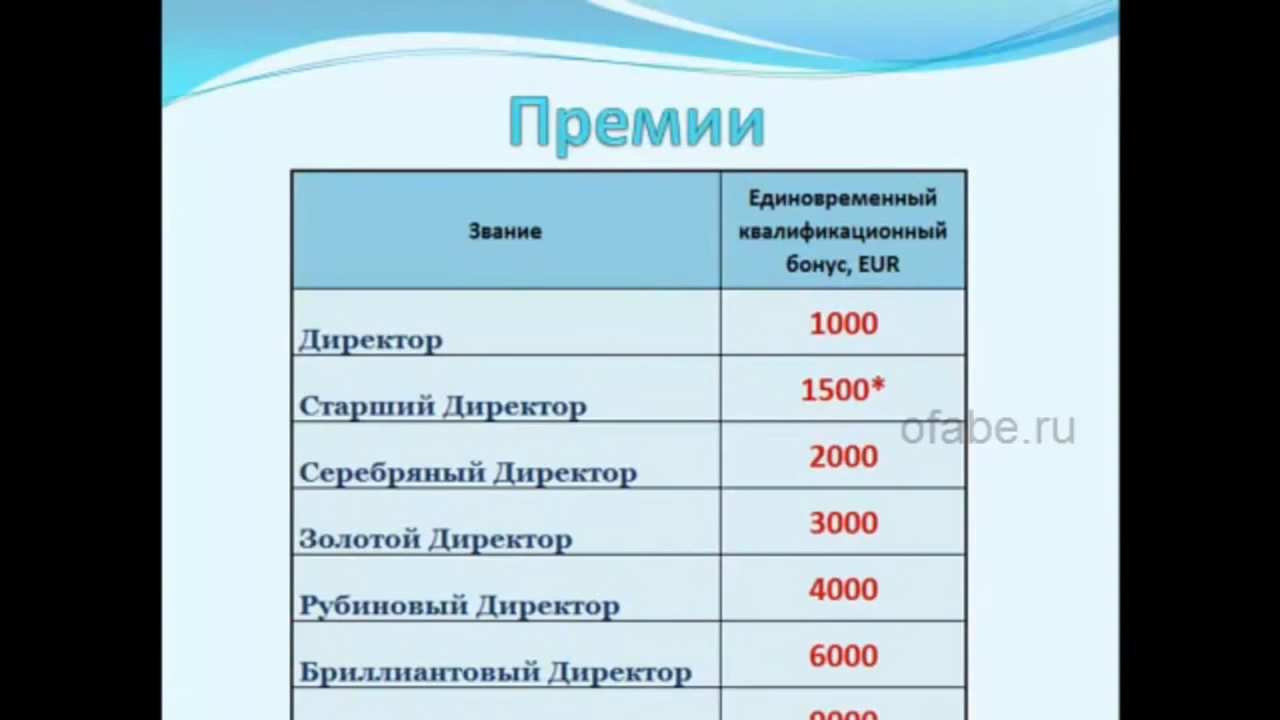 Премии
Звание
Единовременный
квалификационный
бонус, EUR
Директор
1000
Старший Директор
1500*
ofabe.ru
Серебряный Директор
2000
Золотой Директор
3000
Рубиновый Директор
4000
Бриллиантовый Директор
6000